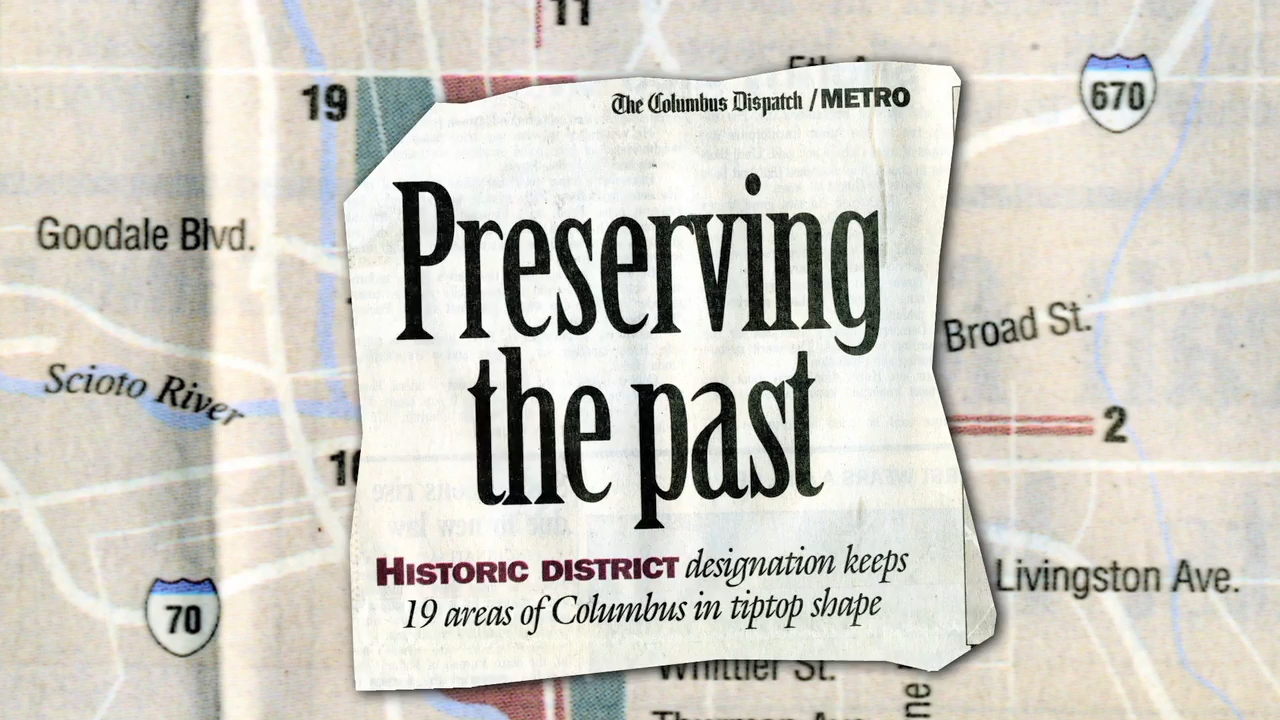 11
19
670
The Columbus Dispatch / METRO
Preserving
the past
HISTORIC DISTRICT designation keeps
19 areas of Columbus in tiptop shape
Goodale Blvd.
Scioto River
Broad St.
2
70
Livingston Ave.
Whittier St.